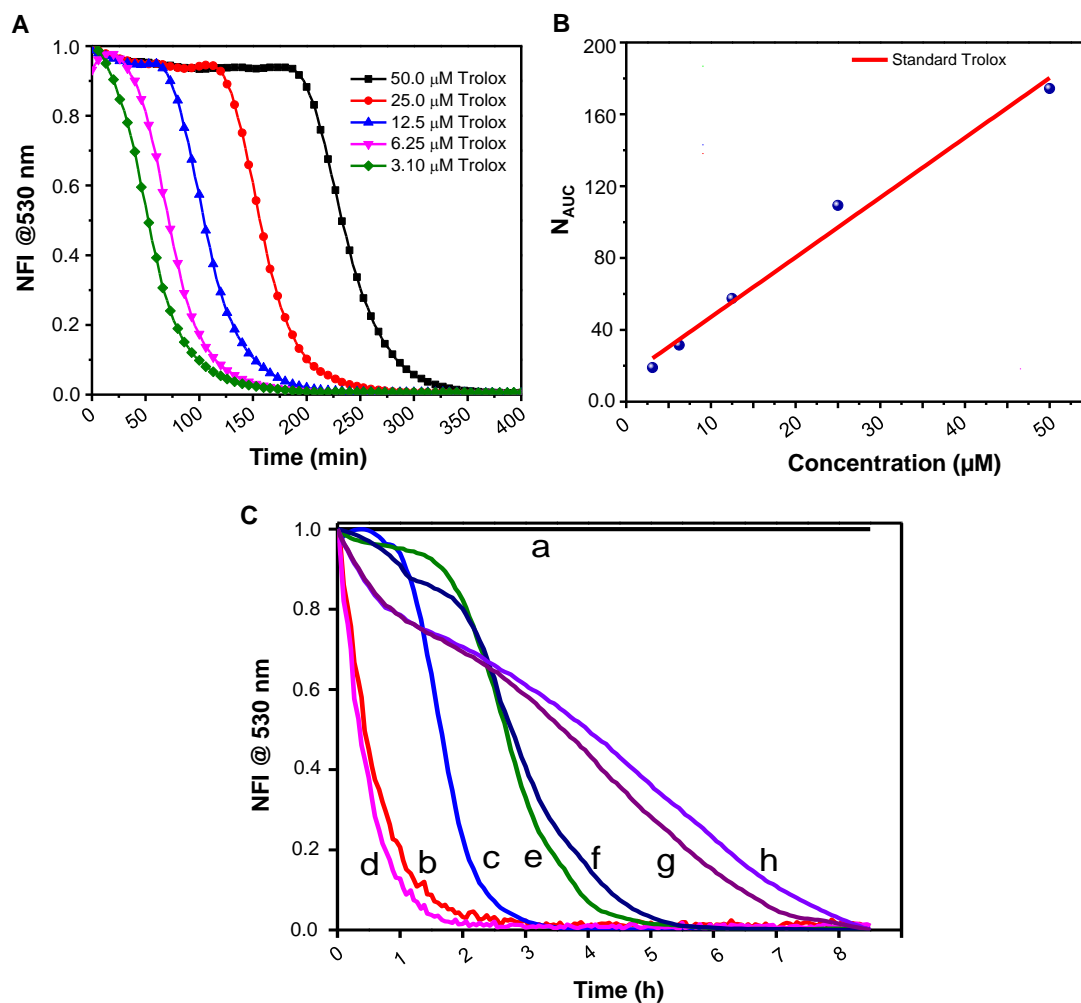 A
NFI @530 nm
1.0
0.8
0.6
0.4
0.2
0.0
0
50
100
150
200
250
300
350
400
Time (min)
50.0 μM Trolox
25.0 μM Trolox
12.5 μM Trolox
6.25 μM Trolox
3.10 μM Trolox
B
N_AUC
200
160
120
80
40
0.0
0
10
20
30
40
50
Concentration (μM)
Standard Trolox
C
NFI @ 530 nm
1.0
0.8
0.6
0.4
0.2
0.0
0
1
2
3
4
5
6
7
8
Time (h)
a
d
b
c
e
f
g
h